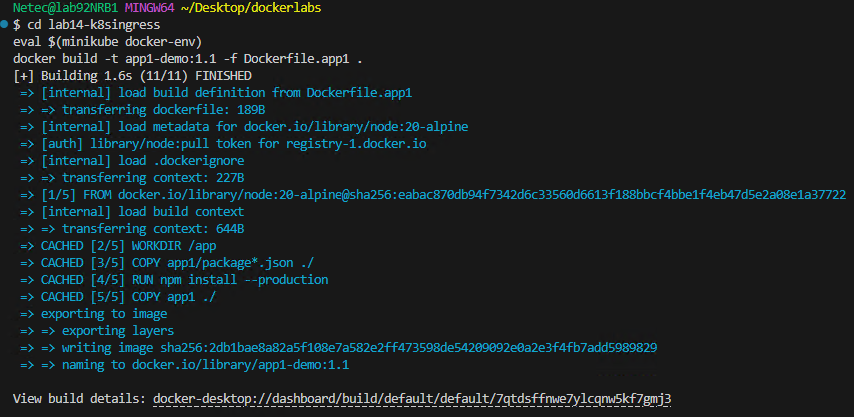 Netec@lab92NRB1 MINGW64 ~/Desktop/dockerlabs
$ cd lab14-k8singress
eval $(minikube docker-env)
docker build -t app1-demo:1.1 -f Dockerfile.app1 .
[+] Building 1.6s (11/11) FINISHED
=> [internal] load build definition from Dockerfile.app1
=> => transferring dockerfile: 189B
=> [internal] load metadata for docker.io/library/node:20-alpine
=> [auth] library/node:pull token for registry-1.docker.io
=> [internal] load .dockerignore
=> => transferring context: 227B
=> [1/5] FROM docker.io/library/node:20-alpine@sha256:eabac870db94f7342d6c33560d6613f188bbcf4bbe1f4eb47d5e2a08e1a37722
=> [internal] load build context
=> => transferring context: 644B
=> CACHED [2/5] WORKDIR /app
=> CACHED [3/5] COPY app1/package*.json ./
=> CACHED [4/5] RUN npm install --production
=> CACHED [5/5] COPY app1 ./
=> exporting to image
=> => exporting layers
=> => writing image sha256:2db1bae8a82a5f108e7a582e2ff473598de54209092e0a2e3f4fb7add5989829
=> => naming to docker.io/library/app1-demo:1.1
View build details: docker-desktop://dashboard/build/default/default/7qtdsffnwe7ylcqnw5kf7gmj3